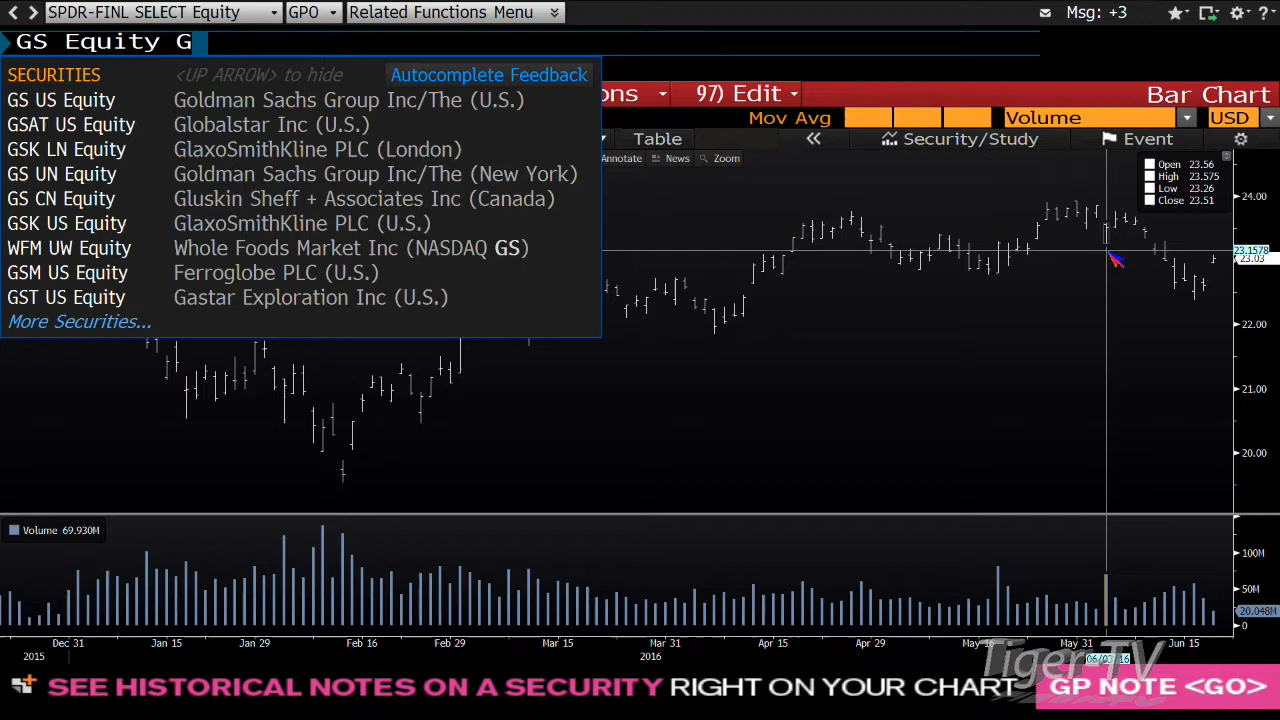 SPDR-FINL SELECT Equity GPO Related Functions Menu Msg: +3 ?
GS Equity G
SECURITIES <UP ARROW> to hide Autocomplete Feedback
GS US Equity Goldman Sachs Group Inc/The (U.S.)
GSAT US Equity Globalstar Inc (U.S.)
GSK LN Equity GlaxoSmithKline PLC (London)
GS UN Equity Goldman Sachs Group Inc/The (New York)
GS CN Equity Gluskin Sheff + Associates Inc (Canada)
GSK US Equity GlaxoSmithKline PLC (U.S.)
WFM UW Equity Whole Foods Market Inc (NASDAQ GS)
GSM US Equity Ferroglobe PLC (U.S.)
GST US Equity Gastar Exploration Inc (U.S.)
More Securities...
ons 97) Edit Bar Chart
Mov Avg Volume USD
Table « Security/Study Event
Annotate News Zoom
Open 23.56
High 23.575
Low 23.26
Close 23.51
24.00
23.1578
23.03
22.00
21.00
20.00
Volume 69.930M
100M
50M
20.048M
0
Dec 31 Jan 15 Jan 29 Feb 16 Feb 29 Mar 15 Mar 31 Apr 15 Apr 29 May 16 May 31 Jun 15
2015 2016 06/03/16
Tiger-TV
SEE HISTORICAL NOTES ON A SECURITY RIGHT ON YOUR CHART GP NOTE <GO>